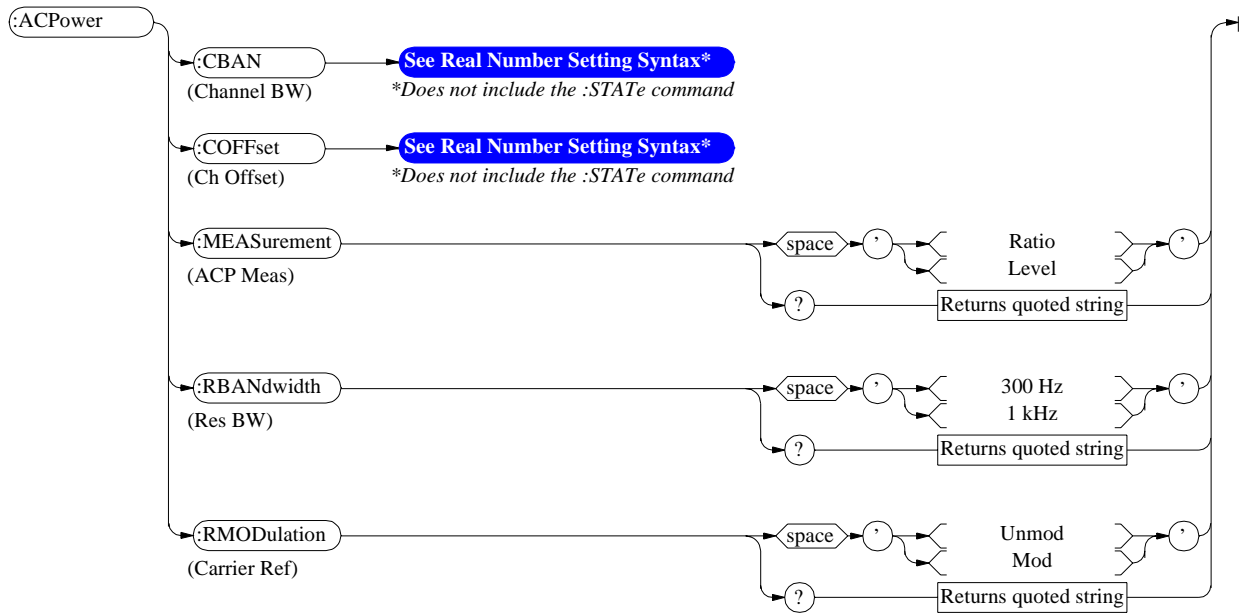 :ACPower
:CBAN
See Real Number Setting Syntax*
(Channel BW)
*Does not include the :STATe command
:COFFset
See Real Number Setting Syntax*
(Ch Offset)
*Does not include the :STATe command
:MEASurement
space ’ Ratio ’
Level
(ACP Meas)
? Returns quoted string
:RBANdwidth
space ’ 300 Hz ’
1 kHz
(Res BW)
? Returns quoted string
:RMODulation
space ’ Unmod ’
Mod
(Carrier Ref)
? Returns quoted string